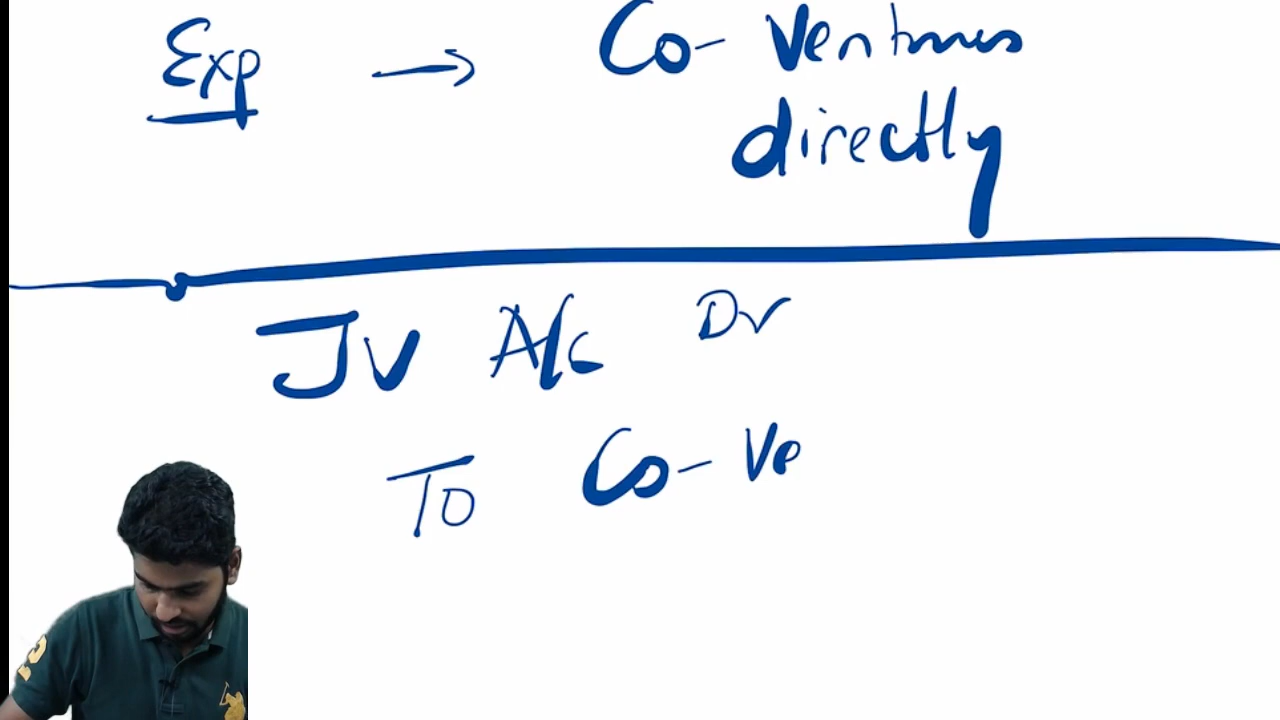 Exp → Co-Ventures
directly
JV A/c Dr
To Co-Ve